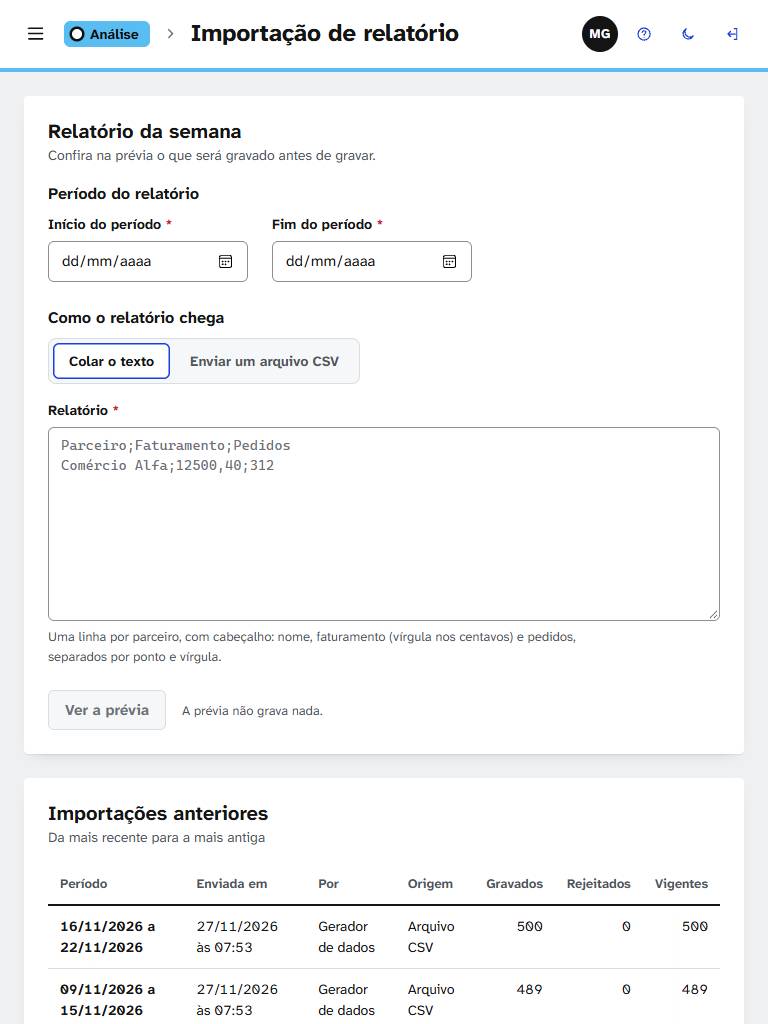 Análise
Importação de relatório
MG
Relatório da semana
Confira na prévia o que será gravado antes de gravar.
Período do relatório
Início do período *
Fim do período *
dd/mm/aaaa
dd/mm/aaaa
Como o relatório chega
Colar o texto
Enviar um arquivo CSV
Relatório *
Parceiro;Faturamento;Pedidos
Comércio Alfa;12500,40;312
Uma linha por parceiro, com cabeçalho: nome, faturamento (vírgula nos centavos) e pedidos,
separados por ponto e vírgula.
Ver a prévia
A prévia não grava nada.
Importações anteriores
Da mais recente para a mais antiga
Período Enviada em Por Origem Gravados Rejeitados Vigentes
16/11/2026 a 27/11/2026 Gerador Arquivo 500 0 500
22/11/2026 às 07:53 de dados CSV
09/11/2026 a 27/11/2026 Gerador Arquivo 489 0 489
15/11/2026 às 07:53 de dados CSV